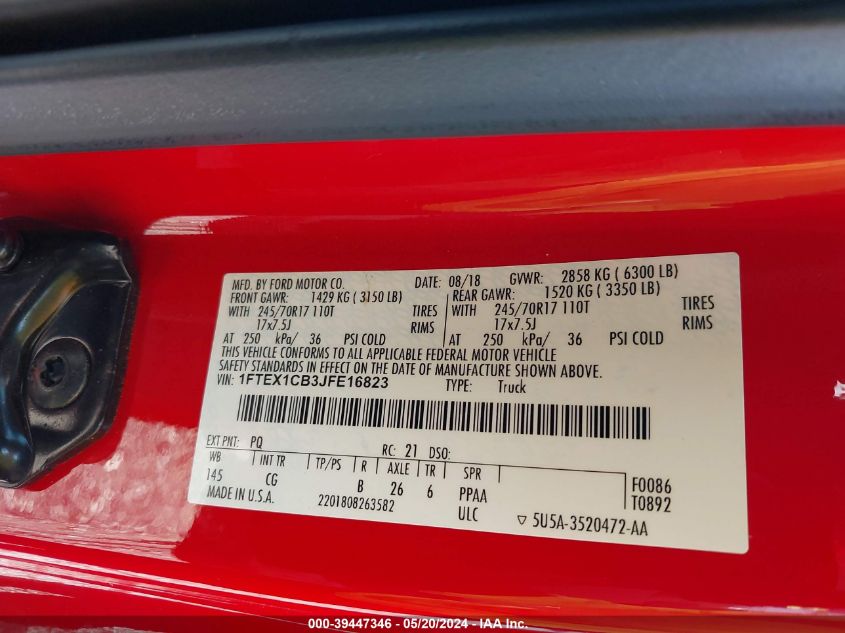 MFD. BY FORD MOTOR CO. DATE: 08/18 GVWR: 2858 KG ( 6300 LB)
FRONT GAWR: 1429 KG ( 3150 LB) REAR GAWR: 1520 KG ( 3350 LB)
WITH 245/70R17 110T TIRES WITH 245/70R17 110T TIRES
17x7.5J RIMS 17x7.5J RIMS
AT 250 kPa/ 36 PSI COLD AT 250 kPa/ 36 PSI COLD
THIS VEHICLE CONFORMS TO ALL APPLICABLE FEDERAL MOTOR VEHICLE
SAFETY STANDARDS IN EFFECT ON THE DATE OF MANUFACTURE SHOWN ABOVE.
VIN: 1FTEX1CB3JFE16823 TYPE: Truck
EXT PNT: PQ RC: 21 DSO:
WB INT TR TP/PS R AXLE TR SPR
145 CG B 26 6 PPAA F0086
MADE IN U.S.A. 2201808263582 ULC T0892
▽ 5U5A-3520472-AA
000-39447346 - 05/20/2024 - IAA Inc.